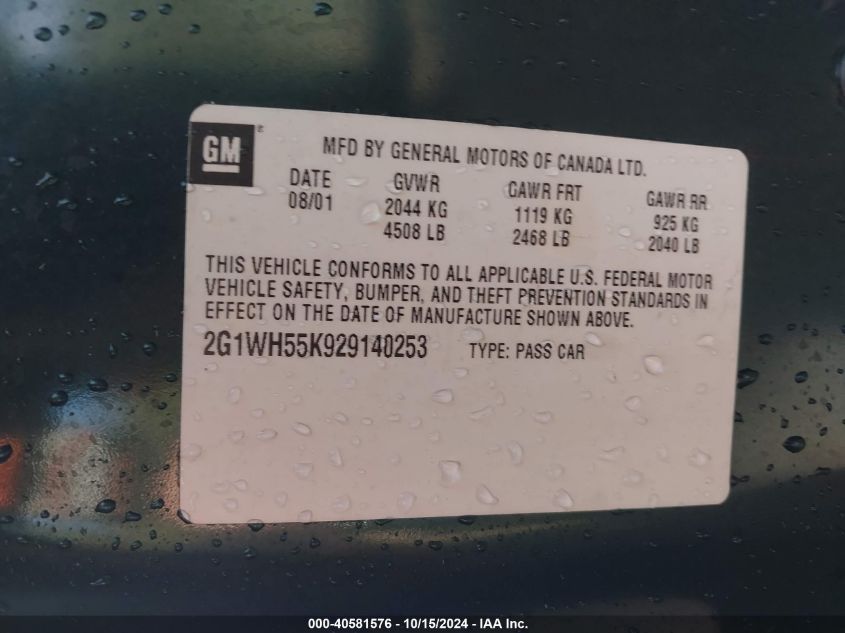 GM ®
MFD BY GENERAL MOTORS OF CANADA LTD.
DATE GVWR GAWR FRT GAWR RR
08/01 2044 KG 1119 KG 925 KG
4508 LB 2468 LB 2040 LB
THIS VEHICLE CONFORMS TO ALL APPLICABLE U.S. FEDERAL MOTOR
VEHICLE SAFETY, BUMPER, AND THEFT PREVENTION STANDARDS IN
EFFECT ON THE DATE OF MANUFACTURE SHOWN ABOVE.
2G1WH55K929140253 TYPE: PASS CAR
000-40581576 - 10/15/2024 - IAA Inc.